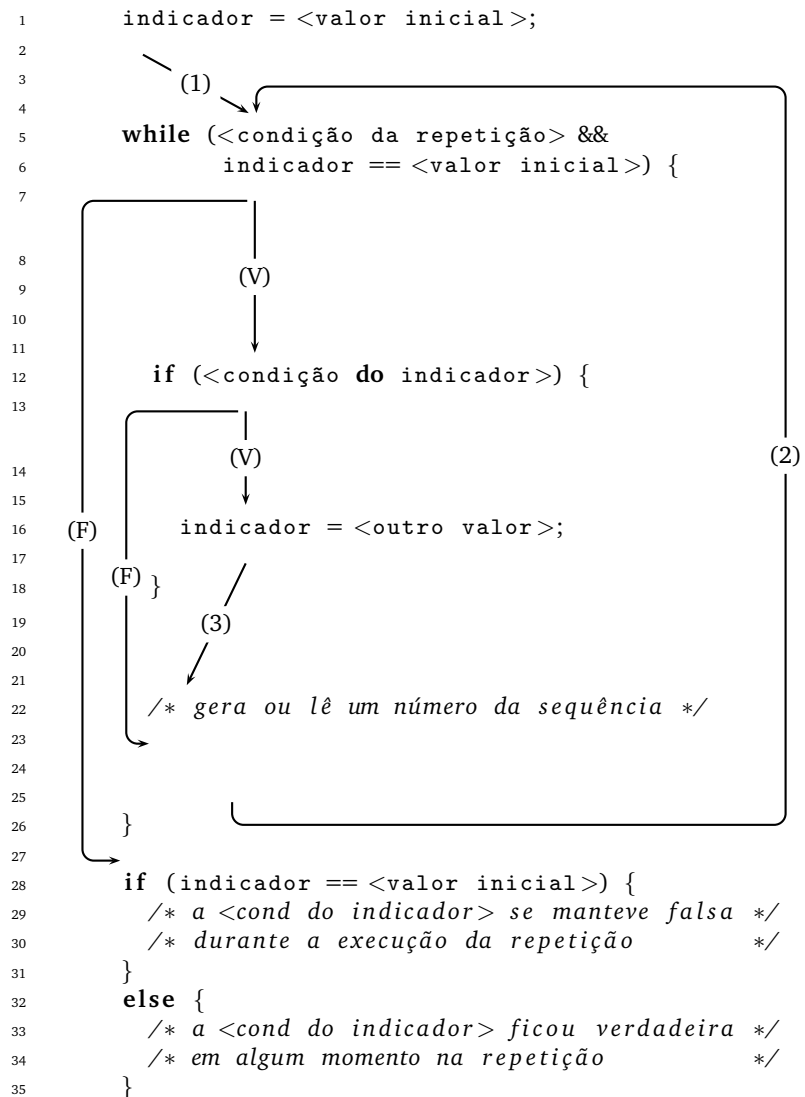 1 indicador = <valor inicial>;
2
3 (1)
4
5 while (<condição da repetição> &&
6 indicador == <valor inicial>) {
7
8
9 (V)
10
11
12 if (<condição do indicador>) {
13
(V) (2)
14
15
16 (F) indicador = <outro valor>;
17
18 (F) }
19 (3)
20
21
22 /* gera ou lê um número da sequência */
23
24
25
26 }
27
28 if (indicador == <valor inicial>) {
29 /* a <cond do indicador> se manteve falsa */
30 /* durante a execução da repetição */
31 }
32 else {
33 /* a <cond do indicador> ficou verdadeira */
34 /* em algum momento na repetição */
35 }